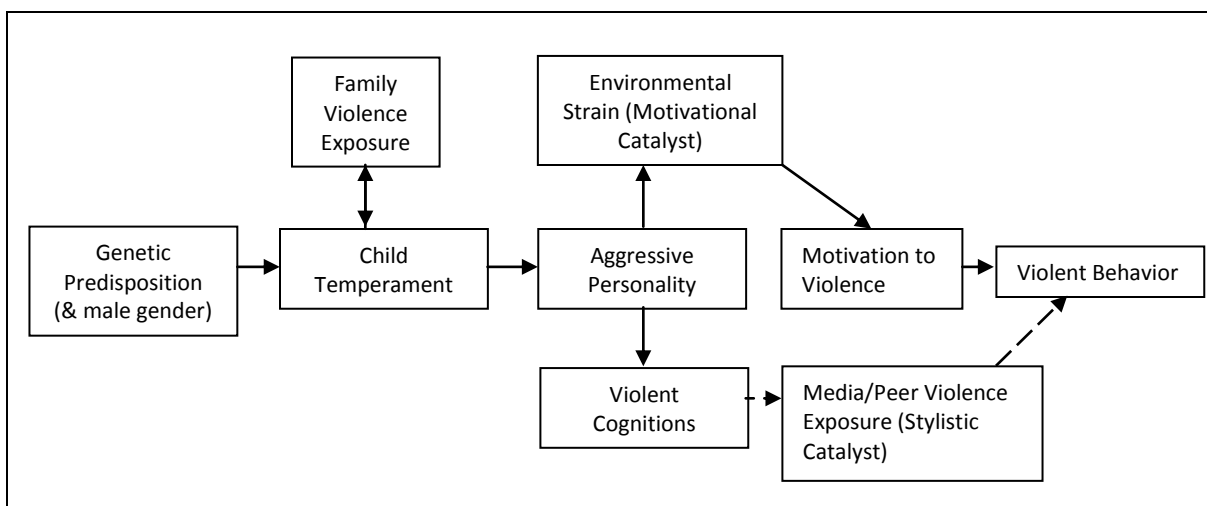 Family
Violence
Exposure
Environmental
Strain (Motivational
Catalyst)
Genetic
Predisposition
(& male gender)
Child
Temperament
Aggressive
Personality
Motivation to
Violence
Violent Behavior
Violent
Cognitions
Media/Peer Violence
Exposure (Stylistic
Catalyst)